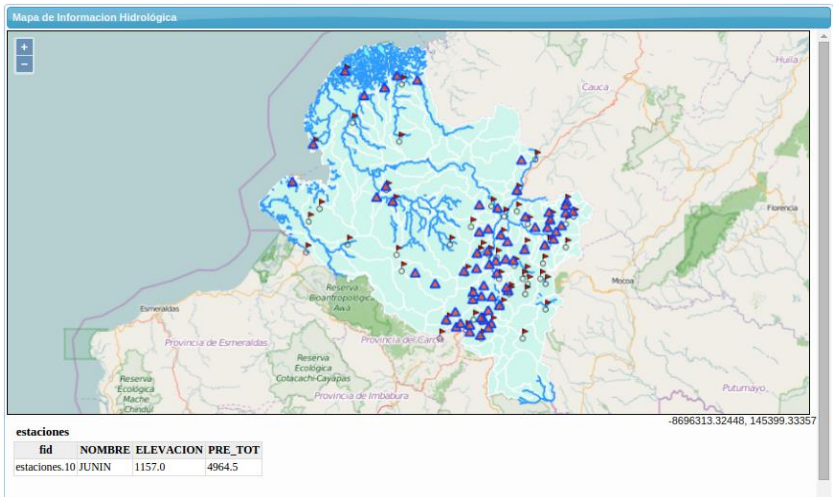 Mapa de Informacion Hidrológica
+
−
Huila
Cauca
Florencia
Mocoa
Reserva
Bioantropológica
Awá
Esmeraldas
Provincia de Esmeraldas
Provincia del Carchi
Reserva
Ecológica
Cotacachi-Cayapas
Reserva
Ecológica
Mache
Chindul
Provincia de Imbabura
Putumayo
-8696313.32448, 145399.33357
estaciones
fid NOMBRE ELEVACION PRE_TOT
estaciones.10 JUNIN 1157.0 4964.5